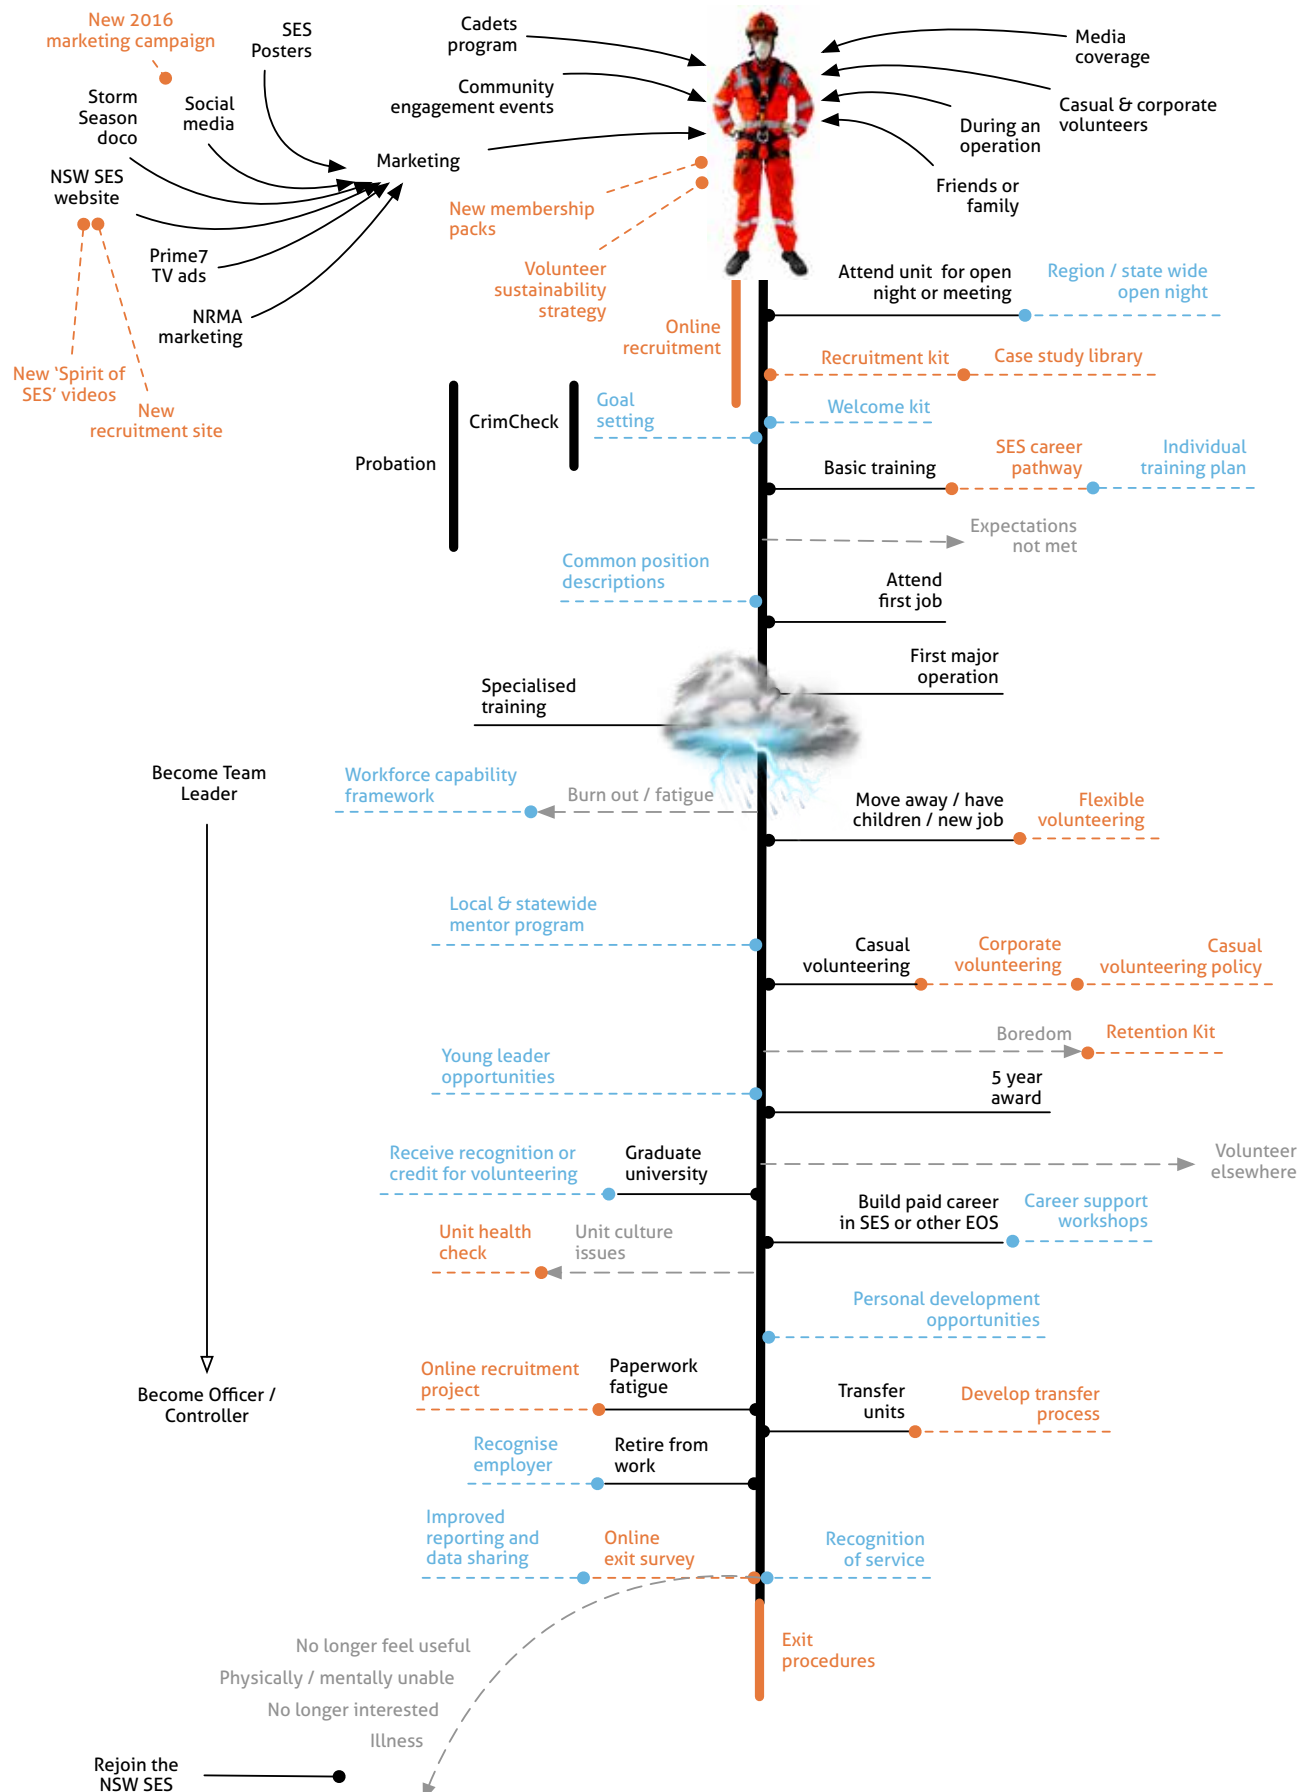 New 2016
marketing campaign
SES
Posters
Cadets
program
Media
coverage
Storm
Season
doco
Social
media
Community
engagement events
Casual & corporate
volunteers
During an
operation
Marketing
NSW SES
website
Friends or
family
New membership
packs
Prime7
TV ads
Volunteer
sustainability
strategy
NRMA
marketing
New ‘Spirit of
SES’ videos
New
recruitment site
Attend unit for open
night or meeting
Region / state wide
open night
Online
recruitment
Recruitment kit
Case study library
Goal
setting
Welcome kit
CrimCheck
Probation
Basic training
SES career
pathway
Individual
training plan
Expectations
not met
Common position
descriptions
Attend
first job
First major
operation
Specialised
training
Become Team
Leader
Workforce capability
framework
Burn out / fatigue
Move away / have
children / new job
Flexible
volunteering
Local & statewide
mentor program
Casual
volunteering
Corporate
volunteering
Casual
volunteering policy
Boredom
Retention Kit
Young leader
opportunities
5 year
award
Receive recognition or
credit for volunteering
Graduate
university
Volunteer
elsewhere
Build paid career
in SES or other EOS
Career support
workshops
Unit health
check
Unit culture
issues
Personal development
opportunities
Online recruitment
project
Paperwork
fatigue
Become Officer /
Controller
Transfer
units
Develop transfer
process
Recognise
employer
Retire from
work
Improved
reporting and
data sharing
Online
exit survey
Recognition
of service
No longer feel useful
Physically / mentally unable
No longer interested
Illness
Exit
procedures
Rejoin the
NSW SES